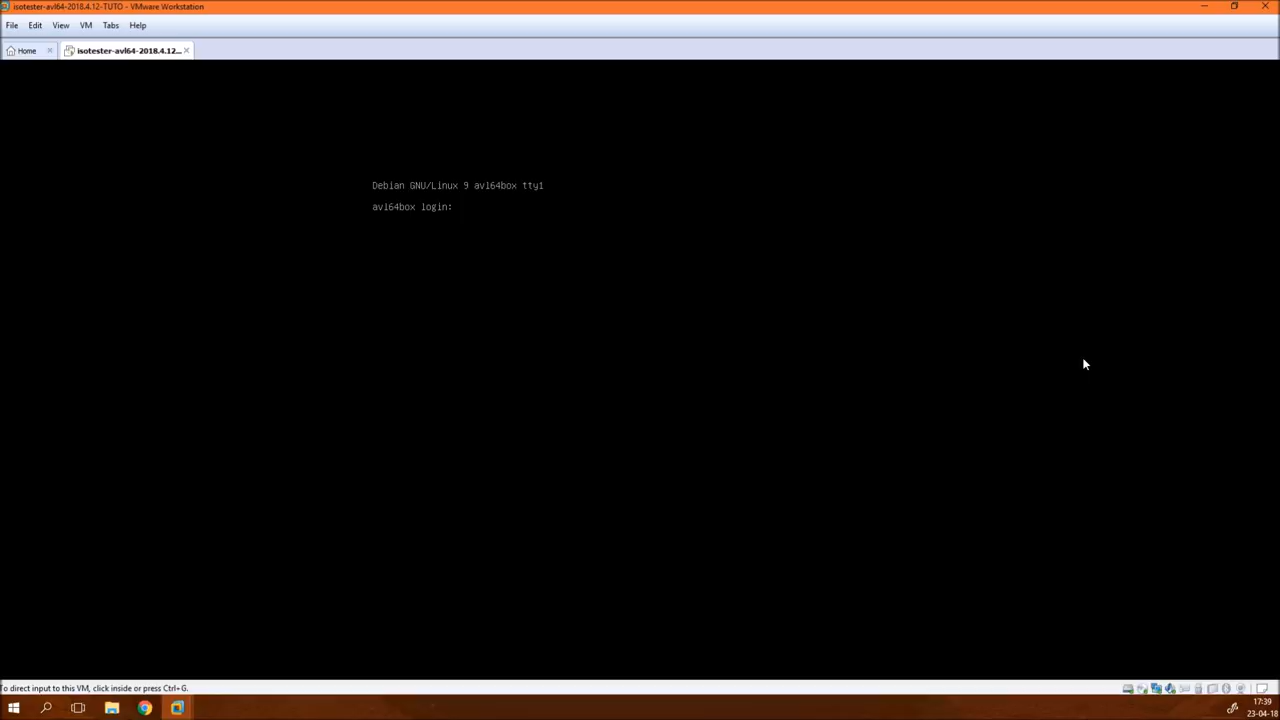 isotester-avl64-2018.4.12-TUTO - VMware Workstation
File Edit View VM Tabs Help
Home isotester-avl64-2018.4.12...
Debian GNU/Linux 9 avl64box tty1
avl64box login:
To direct input to this VM, click inside or press Ctrl+G.
17:39
23-04-18